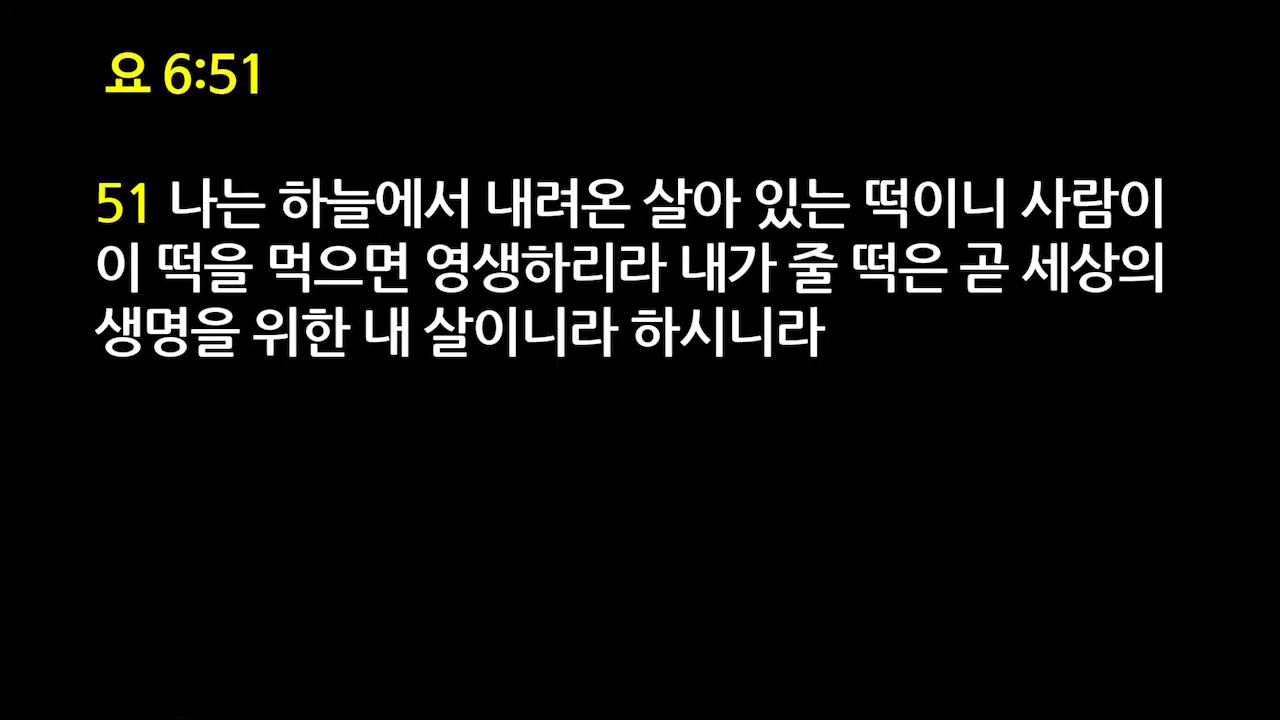 요 6:51
51 나는 하늘에서 내려온 살아 있는 떡이니 사람이
이 떡을 먹으면 영생하리라 내가 줄 떡은 곧 세상의
생명을 위한 내 살이니라 하시니라